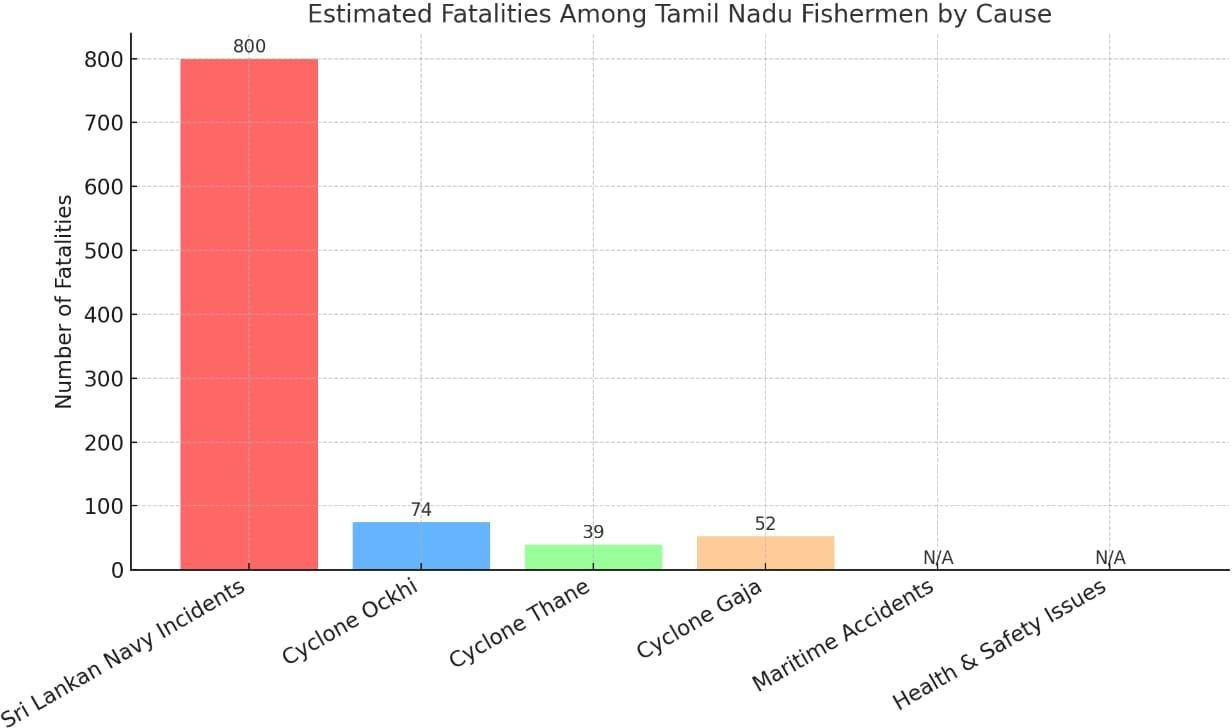 Estimated Fatalities Among Tamil Nadu Fishermen by Cause
Number of Fatalities
800
700
600
500
400
300
200
100
0
800
74
39
52
N/A
N/A
Sri Lankan Navy Incidents
Cyclone Ockhi
Cyclone Thane
Cyclone Gaja
Maritime Accidents
Health & Safety Issues